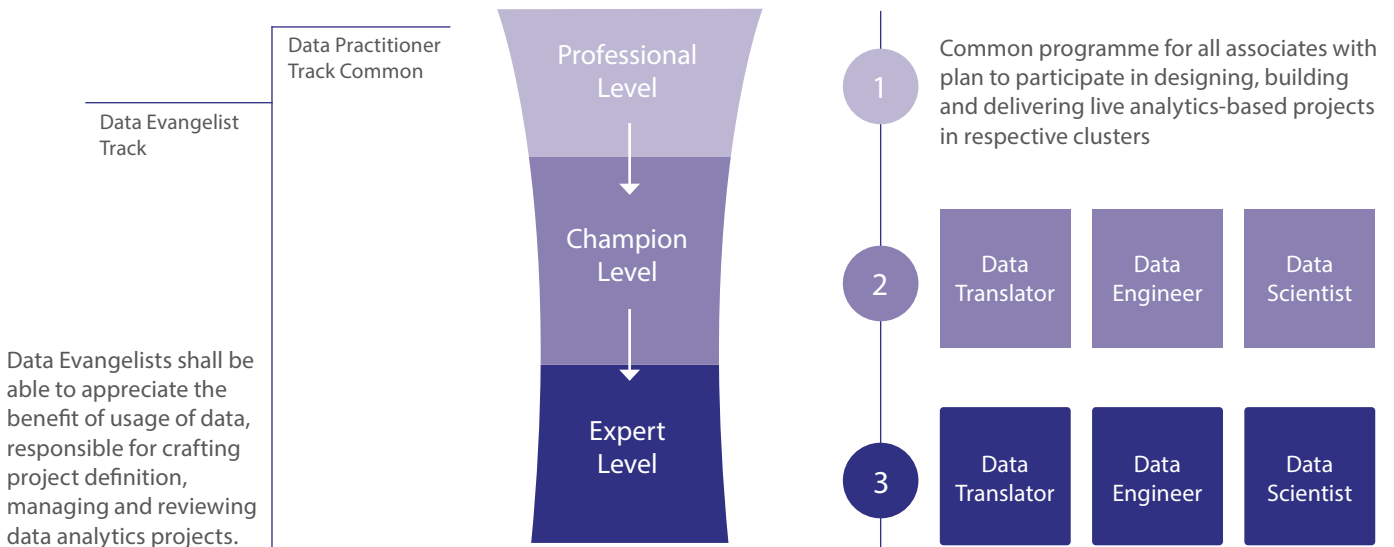 Data Practitioner
Track Common
Data Evangelist
Track
Data Evangelists shall be
able to appreciate the
benefit of usage of data,
responsible for crafting
project definition,
managing and reviewing
data analytics projects.
Professional
Level
Champion
Level
Expert
Level
1
Common programme for all associates with
plan to participate in designing, building
and delivering live analytics-based projects
in respective clusters
2
Data
Translator
Data
Engineer
Data
Scientist
3
Data
Translator
Data
Engineer
Data
Scientist